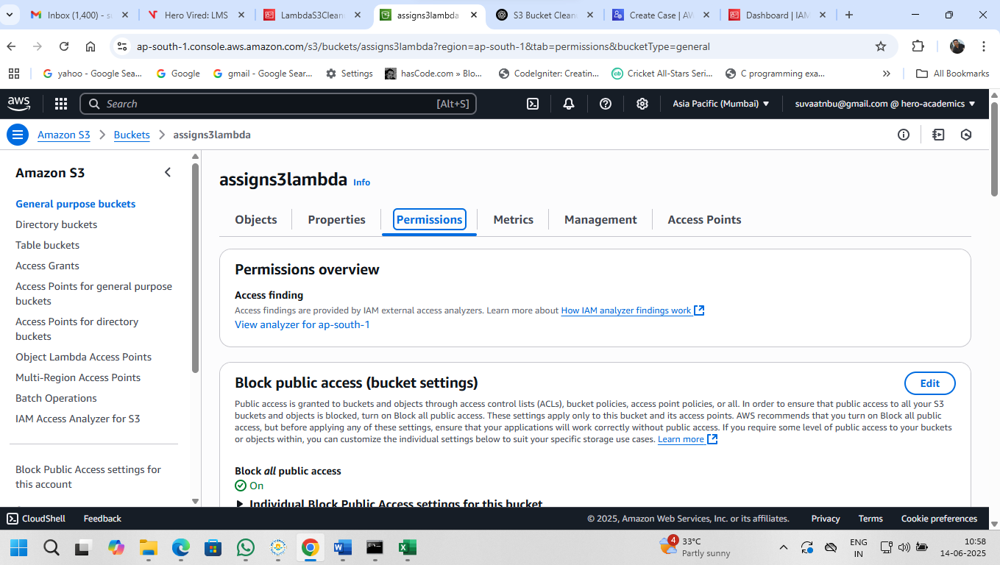 Inbox (1,400) - s
Hero Vired: LMS
LambdaS3Clean
assigns3lambda
S3 Bucket Clean
Create Case | AW
Dashboard | IAM
ap-south-1.console.aws.amazon.com/s3/buckets/assigns3lambda?region=ap-south-1&tab=permissions&bucketType=general
yahoo - Google Sea...
Google
gmail - Google Sear...
Settings
hasCode.com » Blo...
CodeIgniter: Creatin...
Cricket All-Stars Seri...
C programming exa...
All Bookmarks
aws
Search
[Alt+S]
Asia Pacific (Mumbai)
suvaatnbu@gmail.com @ hero-academics
Amazon S3
Buckets
assigns3lambda
Amazon S3
General purpose buckets
Directory buckets
Table buckets
Access Grants
Access Points for general purpose
buckets
Access Points for directory
buckets
Object Lambda Access Points
Multi-Region Access Points
Batch Operations
IAM Access Analyzer for S3
Block Public Access settings for
this account
assigns3lambda Info
Objects
Properties
Permissions
Metrics
Management
Access Points
Permissions overview
Access finding
Access findings are provided by IAM external access analyzers. Learn more about How IAM analyzer findings work
View analyzer for ap-south-1
Block public access (bucket settings)
Edit
Public access is granted to buckets and objects through access control lists (ACLs), bucket policies, access point policies, or all. In order to ensure that public access to all your S3
buckets and objects is blocked, turn on Block all public access. These settings apply only to this bucket and its access points. AWS recommends that you turn on Block all public
access, but before applying any of these settings, ensure that your applications will work correctly without public access. If you require some level of public access to your buckets
or objects within, you can customize the individual settings below to suit your specific storage use cases. Learn more
Block all public access
On
Individual Block Public Access settings for this bucket
CloudShell
Feedback
© 2025, Amazon Web Services, Inc. or its affiliates.
Privacy
Terms
Cookie preferences
4
33°C
Partly sunny
ENG
IN
10:58
14-06-2025